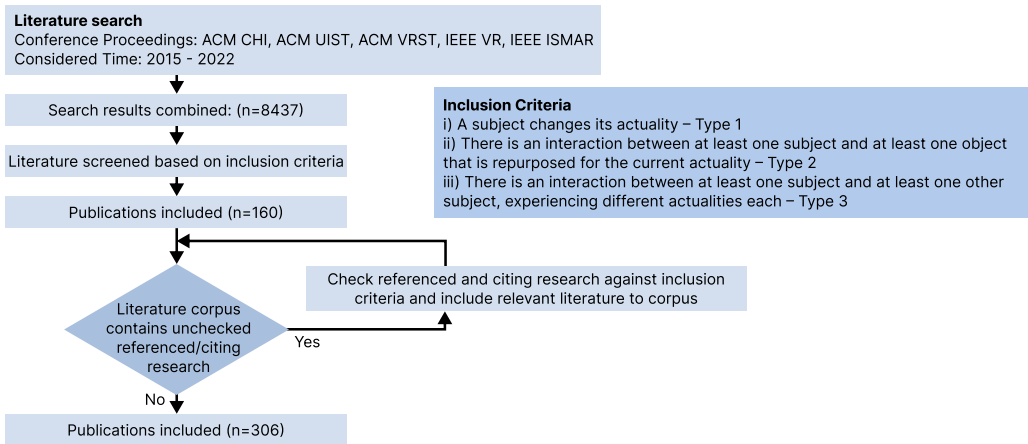 Literature search
Conference Proceedings: ACM CHI, ACM UIST, ACM VRST, IEEE VR, IEEE ISMAR
Considered Time: 2015 - 2022
Search results combined: (n=8437)
Literature screened based on inclusion criteria
Publications included (n=160)
Inclusion Criteria
i) A subject changes its actuality – Type 1
ii) There is an interaction between at least one subject and at least one object
that is repurposed for the current actuality – Type 2
iii) There is an interaction between at least one subject and at least one other
subject, experiencing different actualities each – Type 3
Check referenced and citing research against inclusion
criteria and include relevant literature to corpus
Literature corpus
contains unchecked
referenced/citing
research
Yes
No
Publications included (n=306)